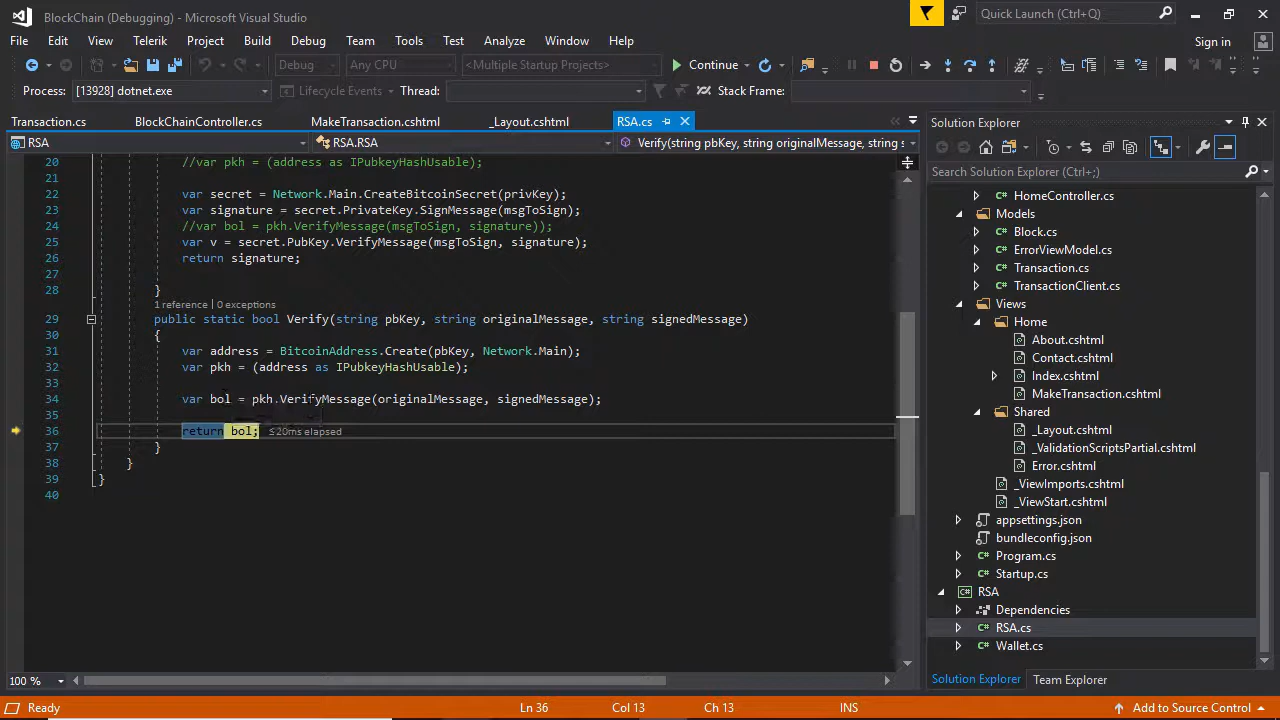 BlockChain (Debugging) - Microsoft Visual Studio
Quick Launch (Ctrl+Q)
File Edit View Telerik Project Build Debug Team Tools Test Analyze Window Help
Sign in
Debug Any CPU <Multiple Startup Projects> Continue
Process: [13928] dotnet.exe Lifecycle Events Thread: Stack Frame:
Transaction.cs BlockChainController.cs MakeTransaction.cshtml _Layout.cshtml RSA.cs
RSA RSA.RSA Verify(string pbKey, string originalMessage, string s
20 //var pkh = (address as IPubkeyHashUsable);
21
22 var secret = Network.Main.CreateBitcoinSecret(privKey);
23 var signature = secret.PrivateKey.SignMessage(msgToSign);
24 //var bol = pkh.VerifyMessage(msgToSign, signature));
25 var v = secret.PubKey.VerifyMessage(msgToSign, signature);
26 return signature;
27
28 }
1 reference | 0 exceptions
29 public static bool Verify(string pbKey, string originalMessage, string signedMessage)
30 {
31 var address = BitcoinAddress.Create(pbKey, Network.Main);
32 var pkh = (address as IPubkeyHashUsable);
33
34 var bol = pkh.VerifyMessage(originalMessage, signedMessage);
35
36 return bol; ≤20ms elapsed
37 }
38 }
39 }
40
100 %
Solution Explorer
Search Solution Explorer (Ctrl+;)
HomeController.cs
Models
Block.cs
ErrorViewModel.cs
Transaction.cs
TransactionClient.cs
Views
Home
About.cshtml
Contact.cshtml
Index.cshtml
MakeTransaction.cshtml
Shared
_Layout.cshtml
_ValidationScriptsPartial.cshtml
Error.cshtml
_ViewImports.cshtml
_ViewStart.cshtml
appsettings.json
bundleconfig.json
Program.cs
Startup.cs
RSA
Dependencies
RSA.cs
Wallet.cs
Solution Explorer Team Explorer
Ready Ln 36 Col 13 Ch 13 INS Add to Source Control